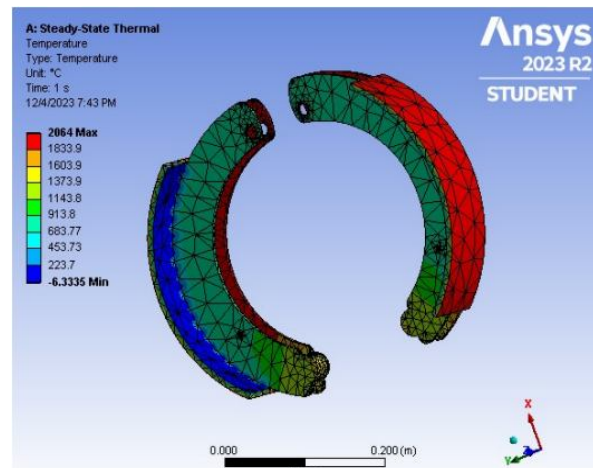 A: Steady-State Thermal
Temperature
Type: Temperature
Unit: °C
Time: 1 s
12/4/2023 7:43 PM
2064 Max
1833.9
1603.9
1373.9
1143.8
913.8
683.77
453.73
223.7
-6.3335 Min
Ansys
2023 R2
STUDENT
0.000
0.200 (m)
X
Y
Z